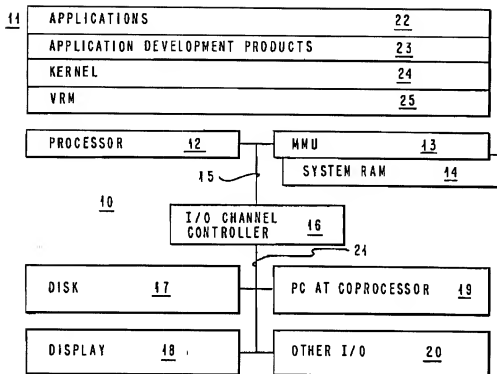 11 APPLICATIONS 22
APPLICATION DEVELOPMENT PRODUCTS 23
KERNEL 24
VRM 25
PROCESSOR 12 MMU 13
15 SYSTEM RAM 14
10 I/O CHANNEL CONTROLLER 16
21
DISK 17 PC AT COPROCESSOR 19
DISPLAY 18 OTHER I/O 20